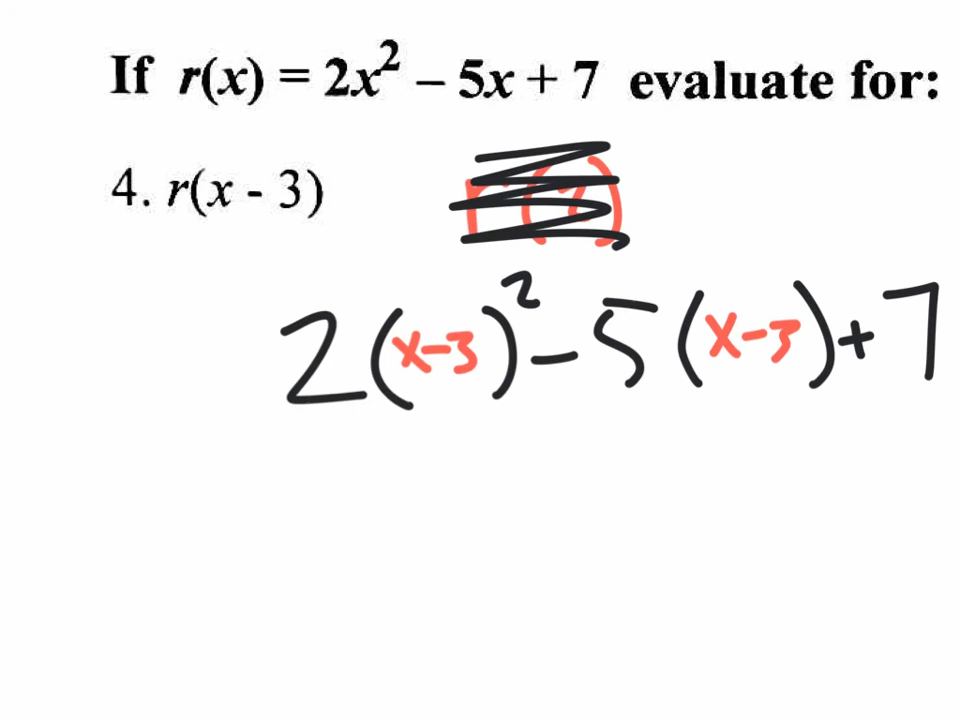 If r(x) = 2x² – 5x + 7 evaluate for:
4. r(x - 3)
2(x-3)² - 5(x-3) + 7